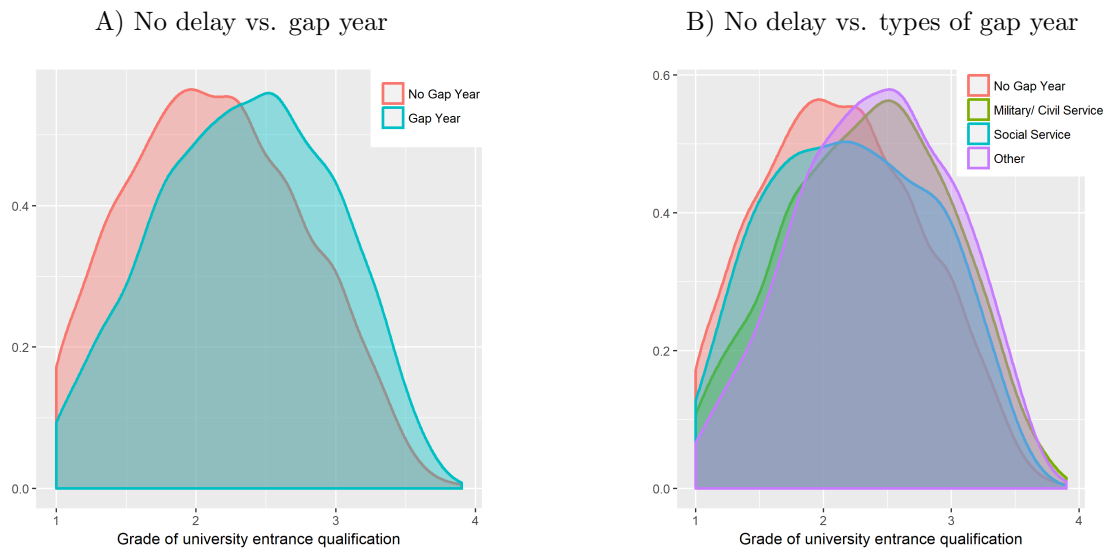 A) No delay vs. gap year
No Gap Year
Gap Year
0.4
0.2
0.0
1 2 3 4
Grade of university entrance qualification
B) No delay vs. types of gap year
No Gap Year
Military/ Civil Service
Social Service
Other
0.6
0.4
0.2
0.0
1 2 3 4
Grade of university entrance qualification